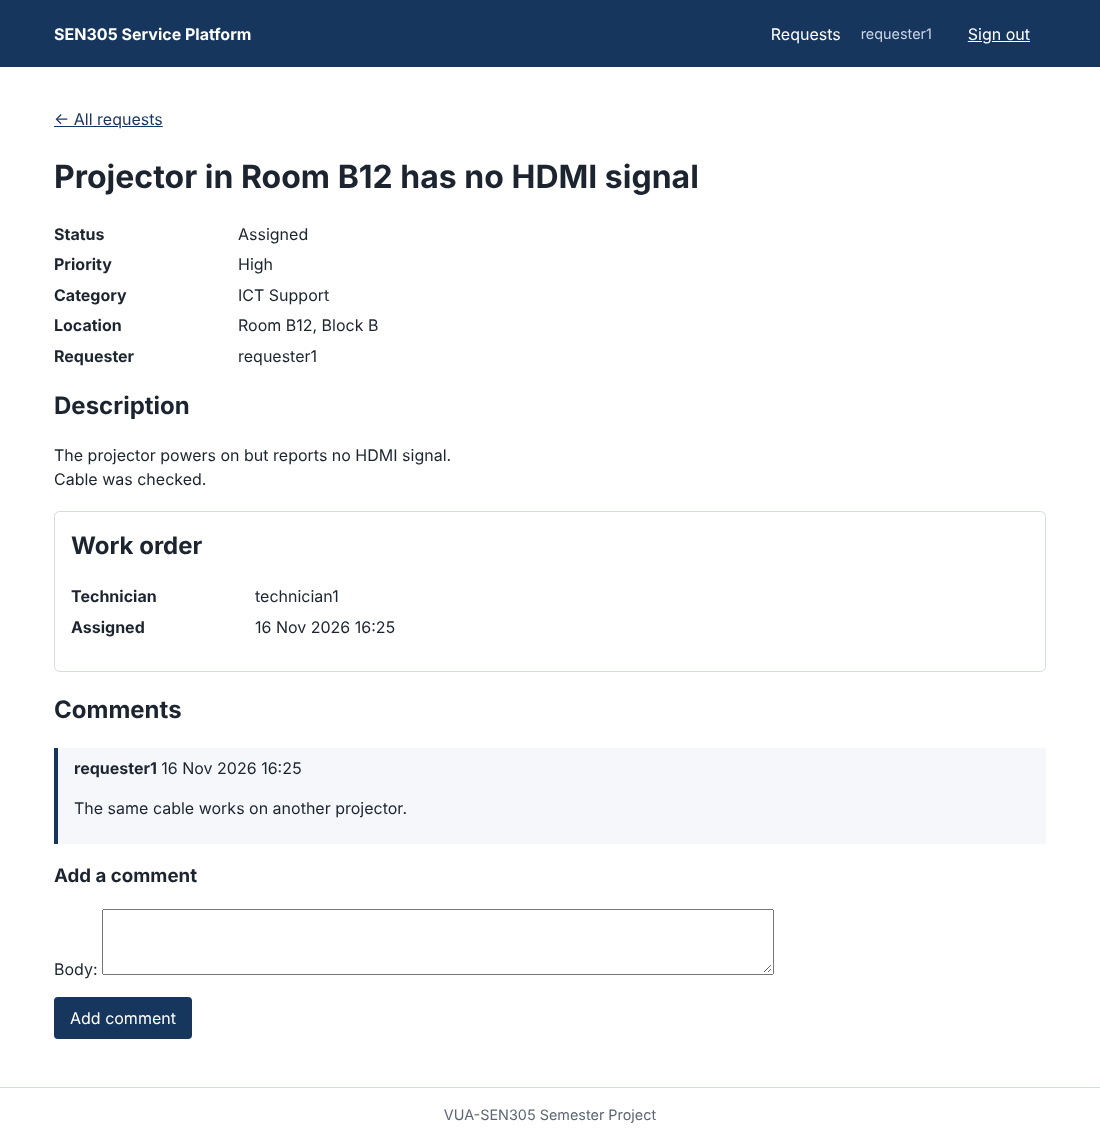 SEN305 Service Platform
Requests requester1 Sign out
← All requests
Projector in Room B12 has no HDMI signal
Status Assigned
Priority High
Category ICT Support
Location Room B12, Block B
Requester requester1
Description
The projector powers on but reports no HDMI signal.
Cable was checked.
Work order
Technician technician1
Assigned 16 Nov 2026 16:25
Comments
requester1 16 Nov 2026 16:25
The same cable works on another projector.
Add a comment
Body:
Add comment
VUA-SEN305 Semester Project